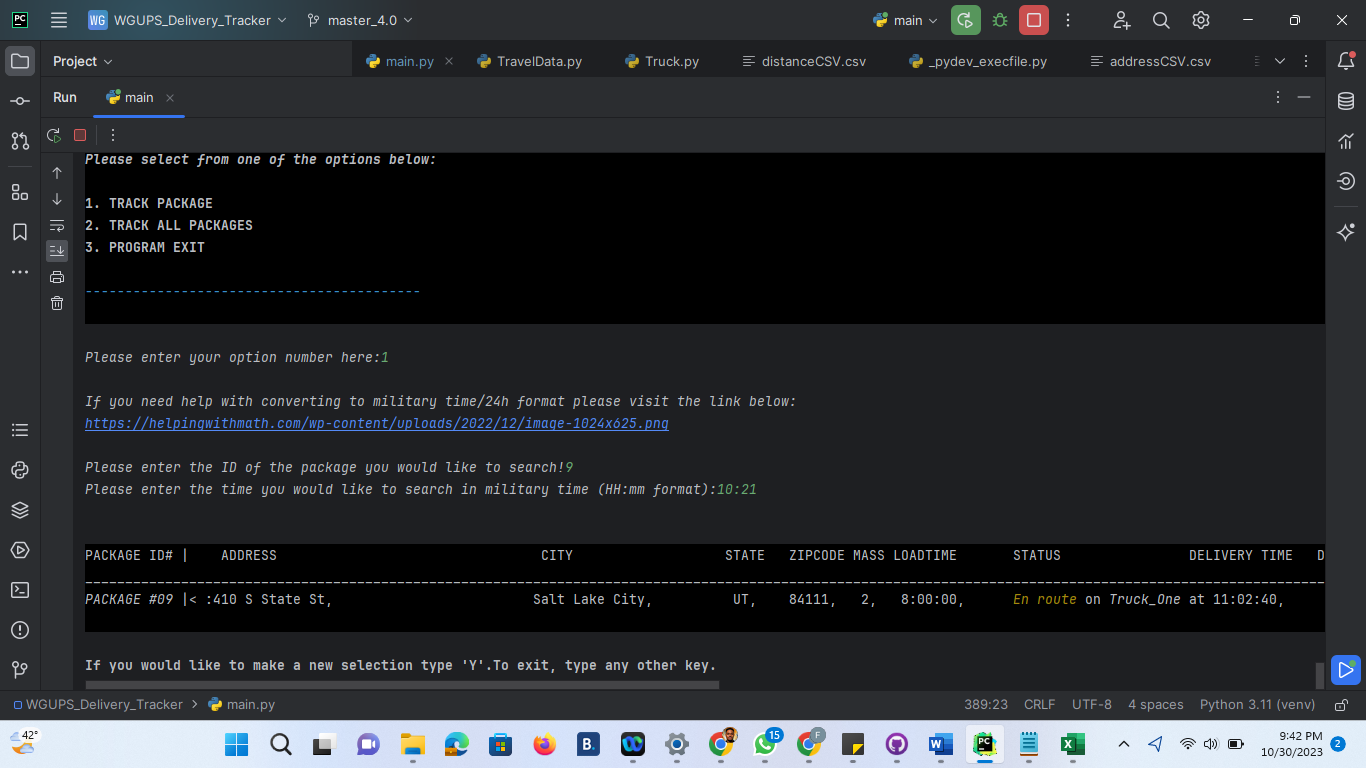 PC WG WGUPS_Delivery_Tracker master_4.0 main
Project main.py TravelData.py Truck.py distanceCSV.csv _pydev_execfile.py addressCSV.csv
Run main
Please select from one of the options below:
1. TRACK PACKAGE
2. TRACK ALL PACKAGES
3. PROGRAM EXIT
------------------------------------------
Please enter your option number here:1
If you need help with converting to military time/24h format please visit the link below:
https://helpingwithmath.com/wp-content/uploads/2022/12/image-1024x625.png
Please enter the ID of the package you would like to search!9
Please enter the time you would like to search in military time (HH:mm format):10:21
PACKAGE ID# | ADDRESS CITY STATE ZIPCODE MASS LOADTIME STATUS DELIVERY TIME D
PACKAGE #09 |< :410 S State St, Salt Lake City, UT, 84111, 2, 8:00:00, En route on Truck_One at 11:02:40,
If you would like to make a new selection type 'Y'.To exit, type any other key.
WGUPS_Delivery_Tracker > main.py 389:23 CRLF UTF-8 4 spaces Python 3.11 (venv)
42° B. 15 F W PC X 9:42 PM
10/30/2023 2